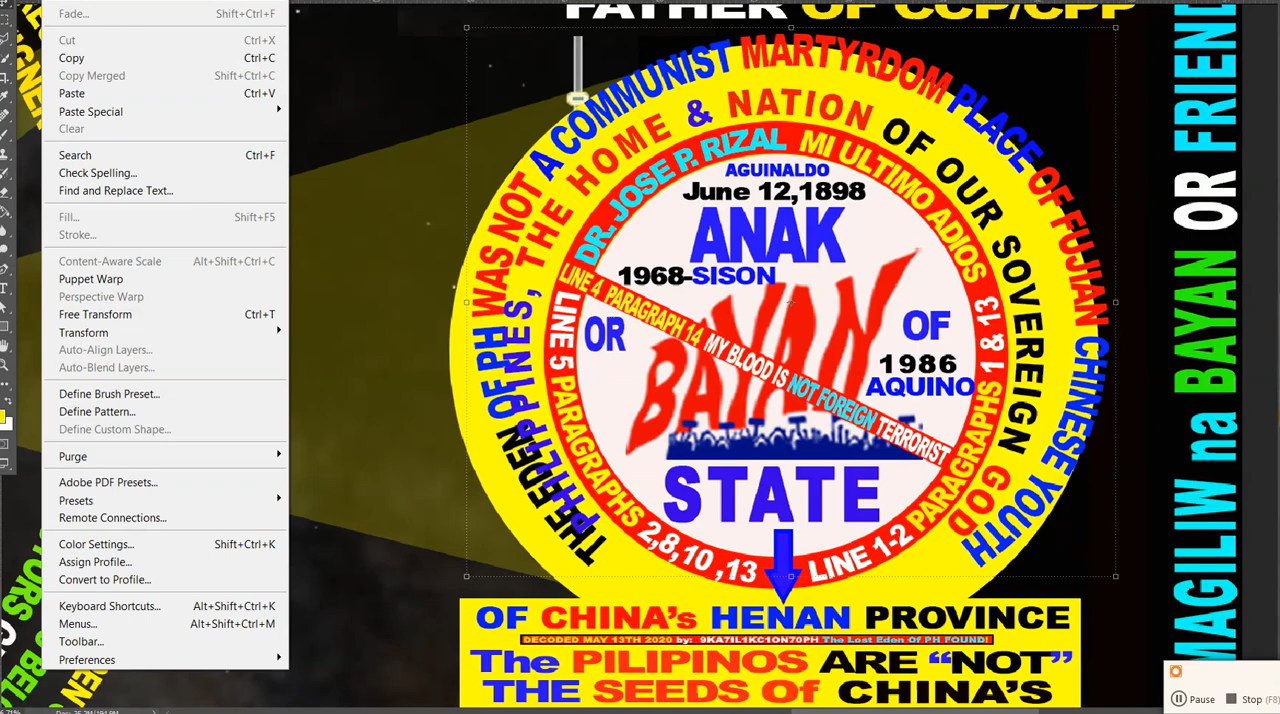 Fade... Shift+Ctrl+F
Cut Ctrl+X
Copy Ctrl+C
Copy Merged Shift+Ctrl+C
Paste Ctrl+V
Paste Special
Clear
Search Ctrl+F
Check Spelling...
Find and Replace Text...
Fill... Shift+F5
Stroke...
Content-Aware Scale Alt+Shift+Ctrl+C
Puppet Warp
Perspective Warp
Free Transform Ctrl+T
Transform
Auto-Align Layers...
Auto-Blend Layers...
Define Brush Preset...
Define Pattern...
Define Custom Shape...
Purge
Adobe PDF Presets...
Presets
Remote Connections...
Color Settings... Shift+Ctrl+K
Assign Profile...
Convert to Profile...
Keyboard Shortcuts... Alt+Shift+Ctrl+K
Menus... Alt+Shift+Ctrl+M
Toolbar...
Preferences
FATHER OF CCP/CPP
THE EDEN OF PH WAS NOT A COMMUNIST MARTYRDOM PLACE OF FUJIAN CHINESE YOUTH
PHILIPPINES, THE HOME & NATION OF OUR SOVEREIGN GOD
DR. JOSE P. RIZAL MI ULTIMO ADIOS
LINE 5 PARAGRAPHS 2,8,10 ,13
LINE 1-2 PARAGRAPHS 1 & 13
AGUINALDO
June 12,1898
ANAK
1968-SISON
LINE 4 PARAGRAPH 14 MY BLOOD IS NOT FOREIGN TERRORIST
OR
BAYAN
OF
1986
AQUINO
STATE
OF CHINA's HENAN PROVINCE
DECODED MAY 13TH 2020 by: 9KA7IL1KC1ON70PH The Lost Eden Of PH FOUND!
The PILIPINOS ARE “NOT”
THE SEEDS Of CHINA’S
MAGILIW na BAYAN OR FRIEND
Pause
Stop (F8)